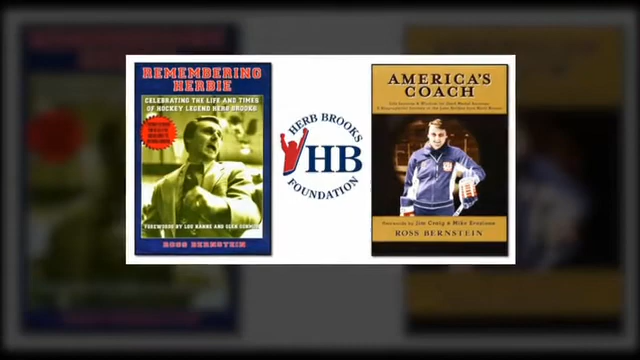 REMEMBERING
HERBIE
CELEBRATING THE LIFE AND TIMES
OF HOCKEY LEGEND HERB BROOKS
FOREWORDS BY LOU NANNE AND GLEN SONMOR
ROSS BERNSTEIN
HERB BROOKS
HB
FOUNDATION
AMERICA'S
COACH
Forewords by Jim Craig & Mike Eruzione
ROSS BERNSTEIN